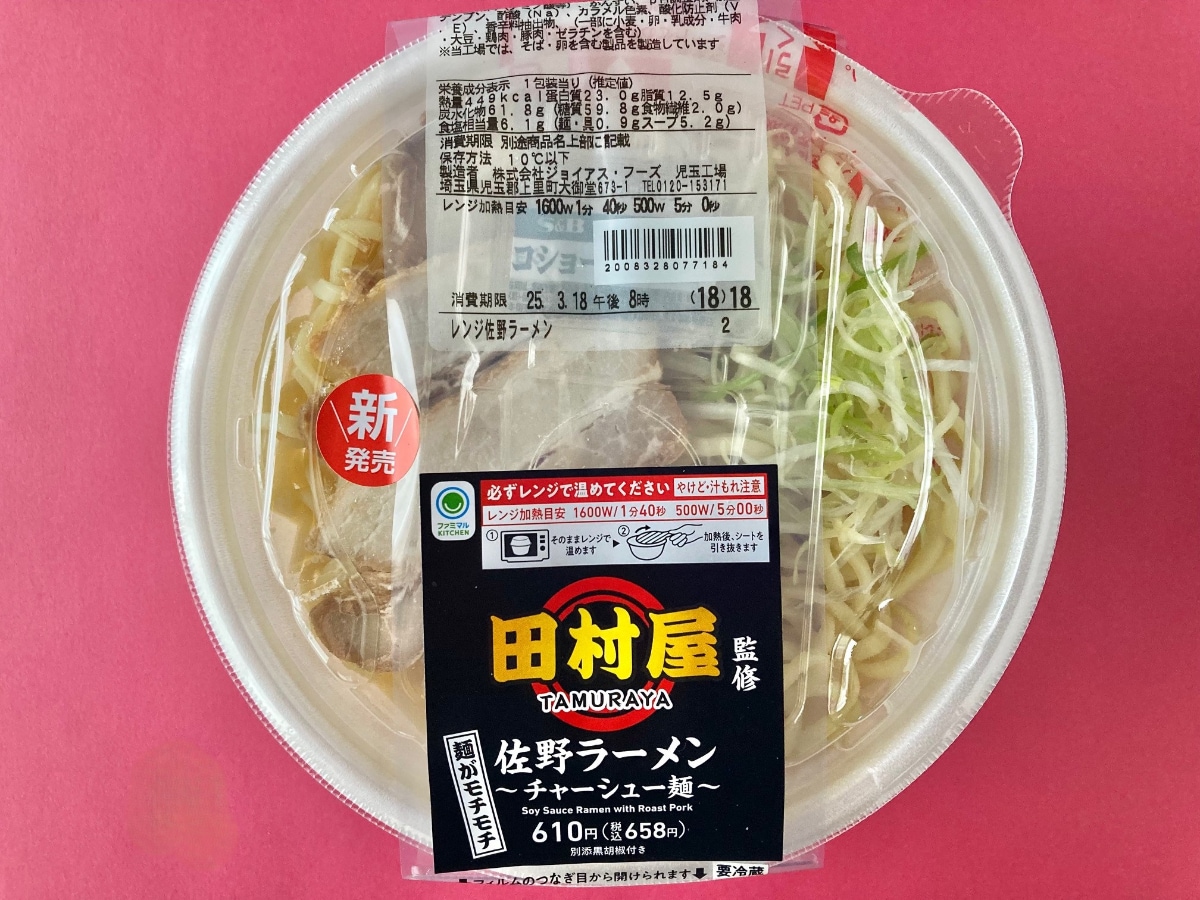 デンプン、酢酸(Na)、カラメル色素、酸化防止剤(V
.E)、香辛料抽出物、(一部に小麦・卵・乳成分・牛肉
・大豆・鶏肉・豚肉・ゼラチンを含む)
※当工場では、そば・卵を含む製品を製造しています
栄養成分表示 1包装当り(推定値)
熱量449kcal蛋白質23.0g脂質12.5g
炭水化物61.8g(糖質59.8g食物繊維2.0g)
食塩相当量6.1g(麺・具0.9gスープ5.2g)
消費期限 別途商品名上部に記載
保存方法 10℃以下
製造者 株式会社ジョイアス・フーズ 児玉工場
埼玉県児玉郡上里町大御堂673-1 TEL0120-153171
レンジ加熱目安 1600W 1分 40秒 500W 5分 0秒
S&B
コショー
2008328077184
消費期限 25. 3.18 午後 8時 (18)18
レンジ佐野ラーメン 2
PET
新
発売
ファミマル
KITCHEN
必ずレンジで温めてください やけど・汁もれ注意
レンジ加熱目安 1600W/1分40秒 500W/5分00秒
① そのままレンジで温めます ② 加熱後、シートを引き抜きます
田村屋 監修
TAMURAYA
麺がモチモチ
佐野ラーメン
~チャーシュー麺~
Soy Sauce Ramen with Roast Pork
610円(税込658円)
別添黒胡椒付き
フィルムのつなぎ目から開けられます 要冷蔵